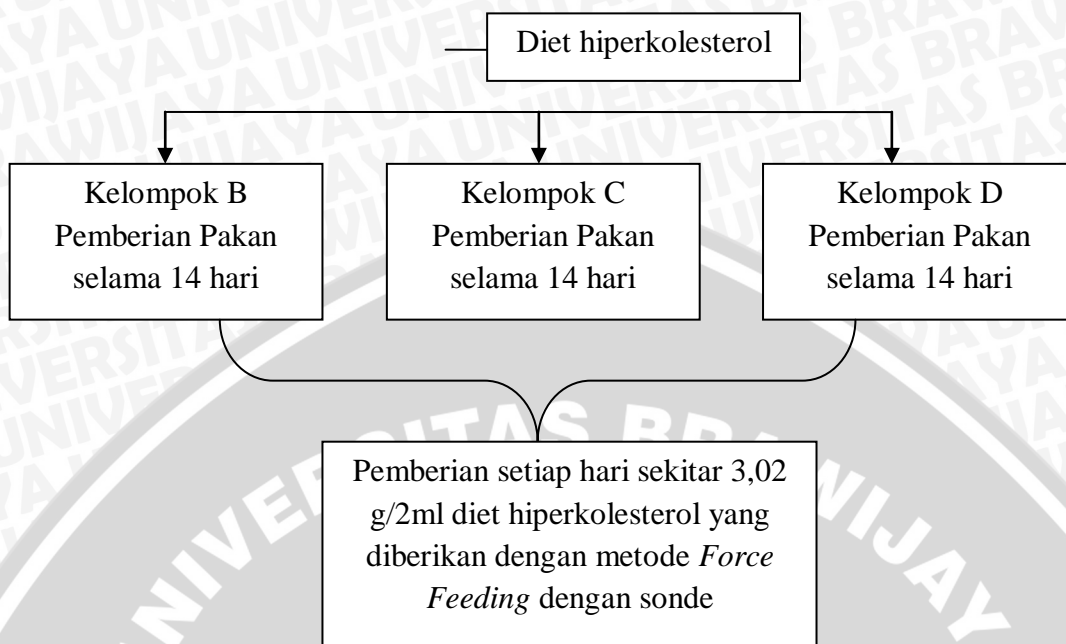 Diet hiperkolesterol
Kelompok B
Pemberian Pakan
selama 14 hari
Kelompok C
Pemberian Pakan
selama 14 hari
Kelompok D
Pemberian Pakan
selama 14 hari
Pemberian setiap hari sekitar 3,02
g/2ml diet hiperkolesterol yang
diberikan dengan metode Force
Feeding dengan sonde